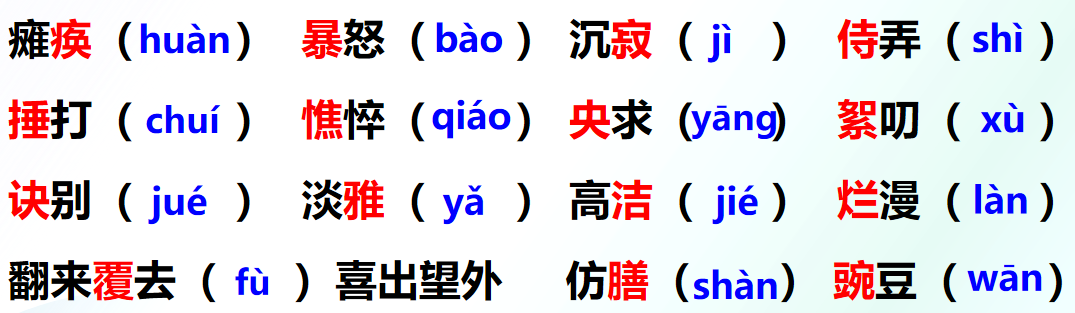 瘫痪（huàn） 暴怒（bào） 沉寂（jì） 侍弄（shì）
捶打（chuí） 憔悴（qiáo） 央求（yāng） 絮叨（xù）
诀别（jué） 淡雅（yǎ） 高洁（jié） 烂漫（làn）
翻来覆去（fù）喜出望外 仿膳（shàn） 豌豆（wān）